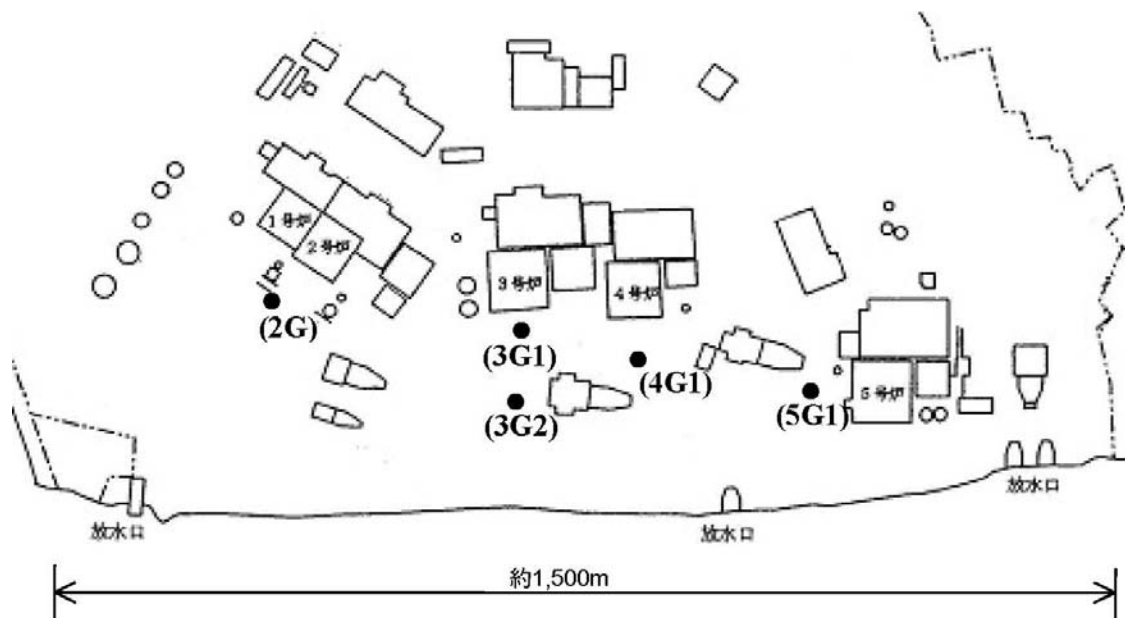 1号炉
2号炉
3号炉
4号炉
5号炉
(2G)
(3G1)
(4G1)
(3G2)
(5G1)
放水口
放水口
放水口
約1,500m